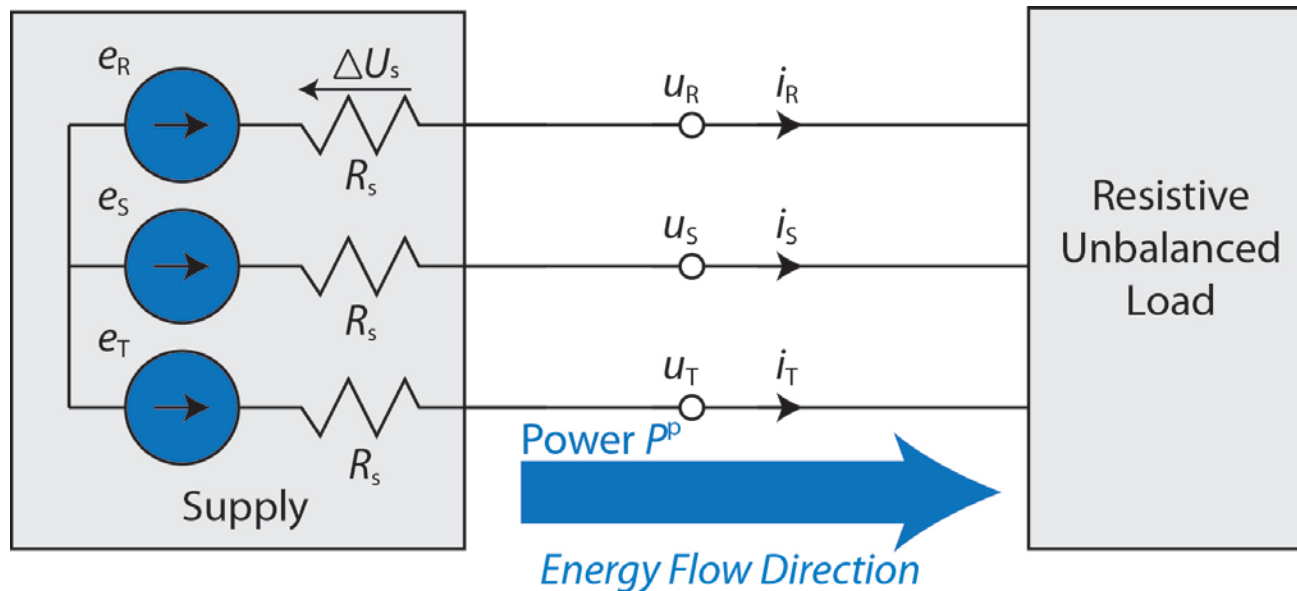 e_R
△U_s
R_s
e_S
R_s
e_T
R_s
Supply
u_R
i_R
u_S
i_S
u_T
i_T
Power P^p
Energy Flow Direction
Resistive
Unbalanced
Load